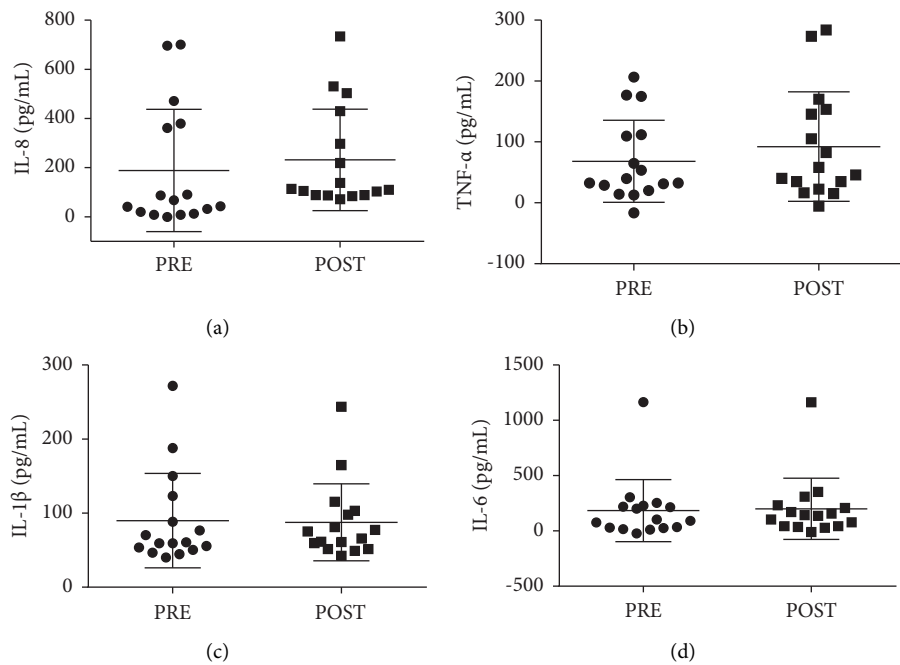 IL-8 (pg/mL)
800
600
400
200
0
PRE
POST
(a)
TNF-α (pg/mL)
300
200
100
0
-100
PRE
POST
(b)
IL-1β (pg/mL)
300
200
100
0
PRE
POST
(c)
IL-6 (pg/mL)
1500
1000
500
0
-500
PRE
POST
(d)